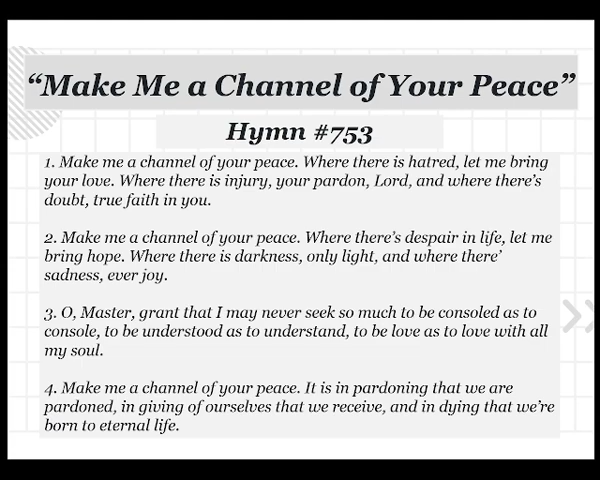 “Make Me a Channel of Your Peace”
Hymn #753
1. Make me a channel of your peace. Where there is hatred, let me bring
your love. Where there is injury, your pardon, Lord, and where there’s
doubt, true faith in you.
2. Make me a channel of your peace. Where there’s despair in life, let me
bring hope. Where there is darkness, only light, and where there’
sadness, ever joy.
3. O, Master, grant that I may never seek so much to be consoled as to
console, to be understood as to understand, to be love as to love with all
my soul.
4. Make me a channel of your peace. It is in pardoning that we are
pardoned, in giving of ourselves that we receive, and in dying that we’re
born to eternal life.